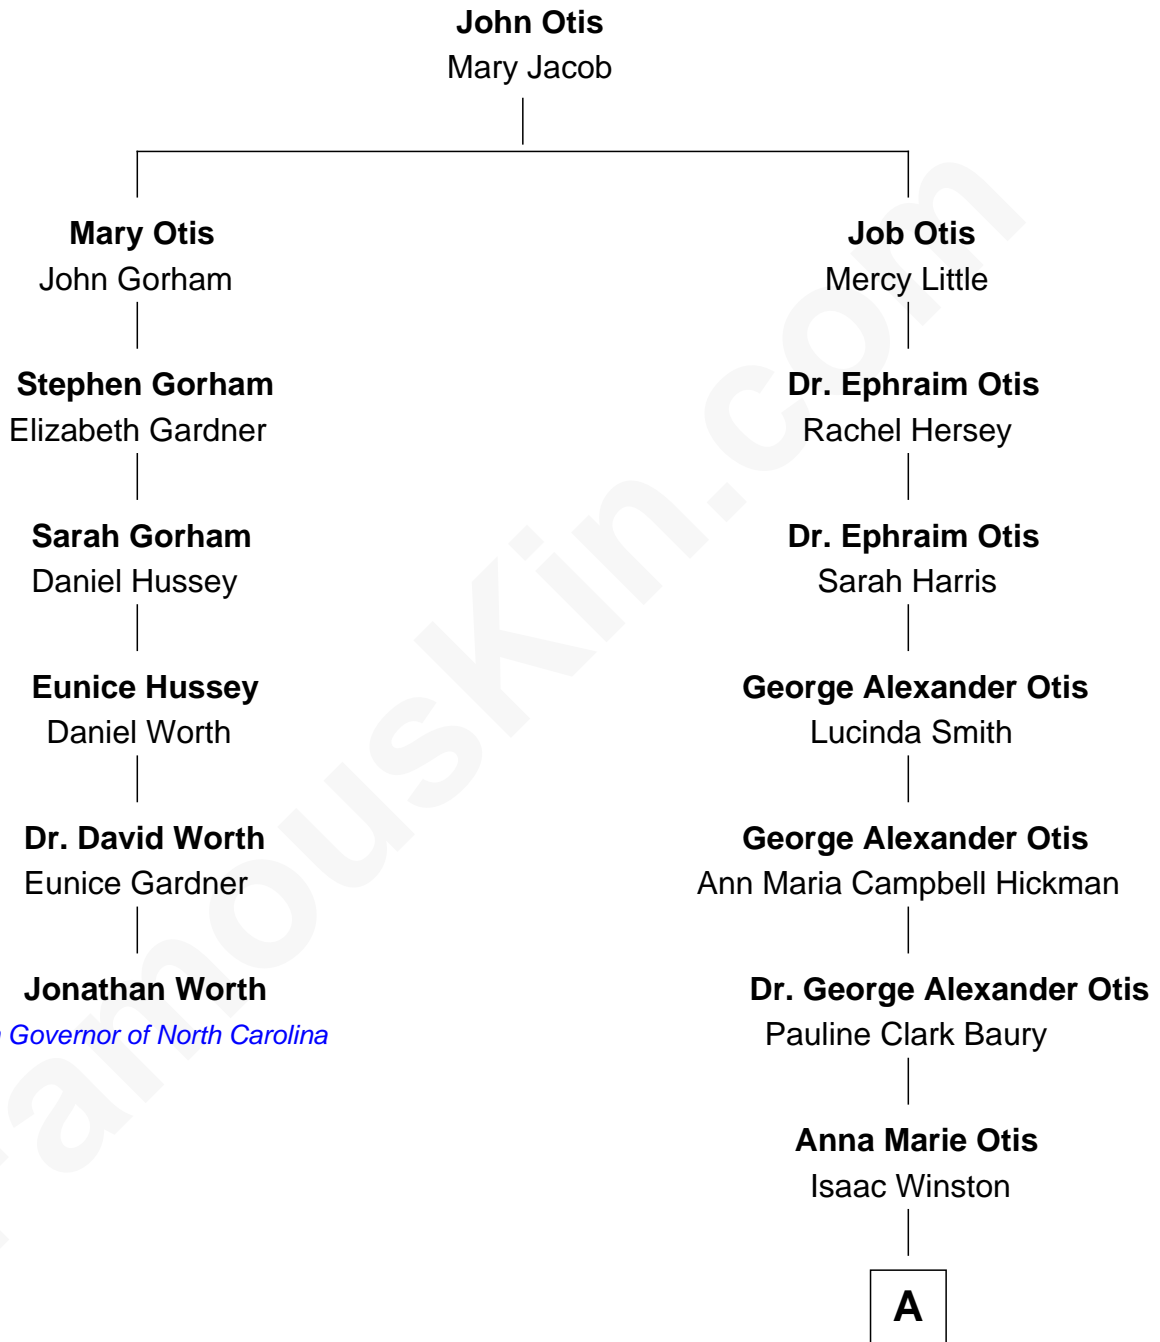 John Otis
Mary Jacob
Mary Otis
John Gorham
Job Otis
Mercy Little
Stephen Gorham
Elizabeth Gardner
Dr. Ephraim Otis
Rachel Hersey
Sarah Gorham
Daniel Hussey
Dr. Ephraim Otis
Sarah Harris
Eunice Hussey
Daniel Worth
George Alexander Otis
Lucinda Smith
Dr. David Worth
Eunice Gardner
George Alexander Otis
Ann Maria Campbell Hickman
Jonathan Worth
Governor of North Carolina
Dr. George Alexander Otis
Pauline Clark Baury
Anna Marie Otis
Isaac Winston
A
FamousKin.com